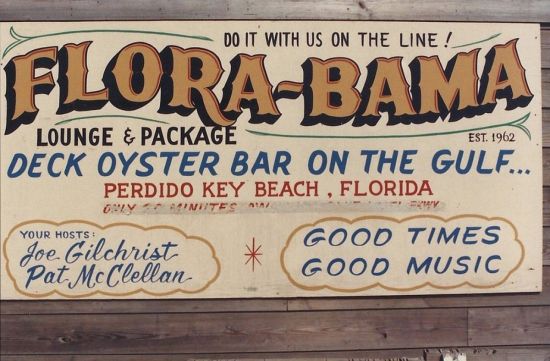 DO IT WITH US ON THE LINE!
FLORA-BAMA
LOUNGE & PACKAGE
EST. 1962
DECK OYSTER BAR ON THE GULF...
PERDIDO KEY BEACH, FLORIDA
ONLY MINUTES
YOUR HOSTS:
Joe Gilchrist
Pat McClellan
GOOD TIMES
GOOD MUSIC